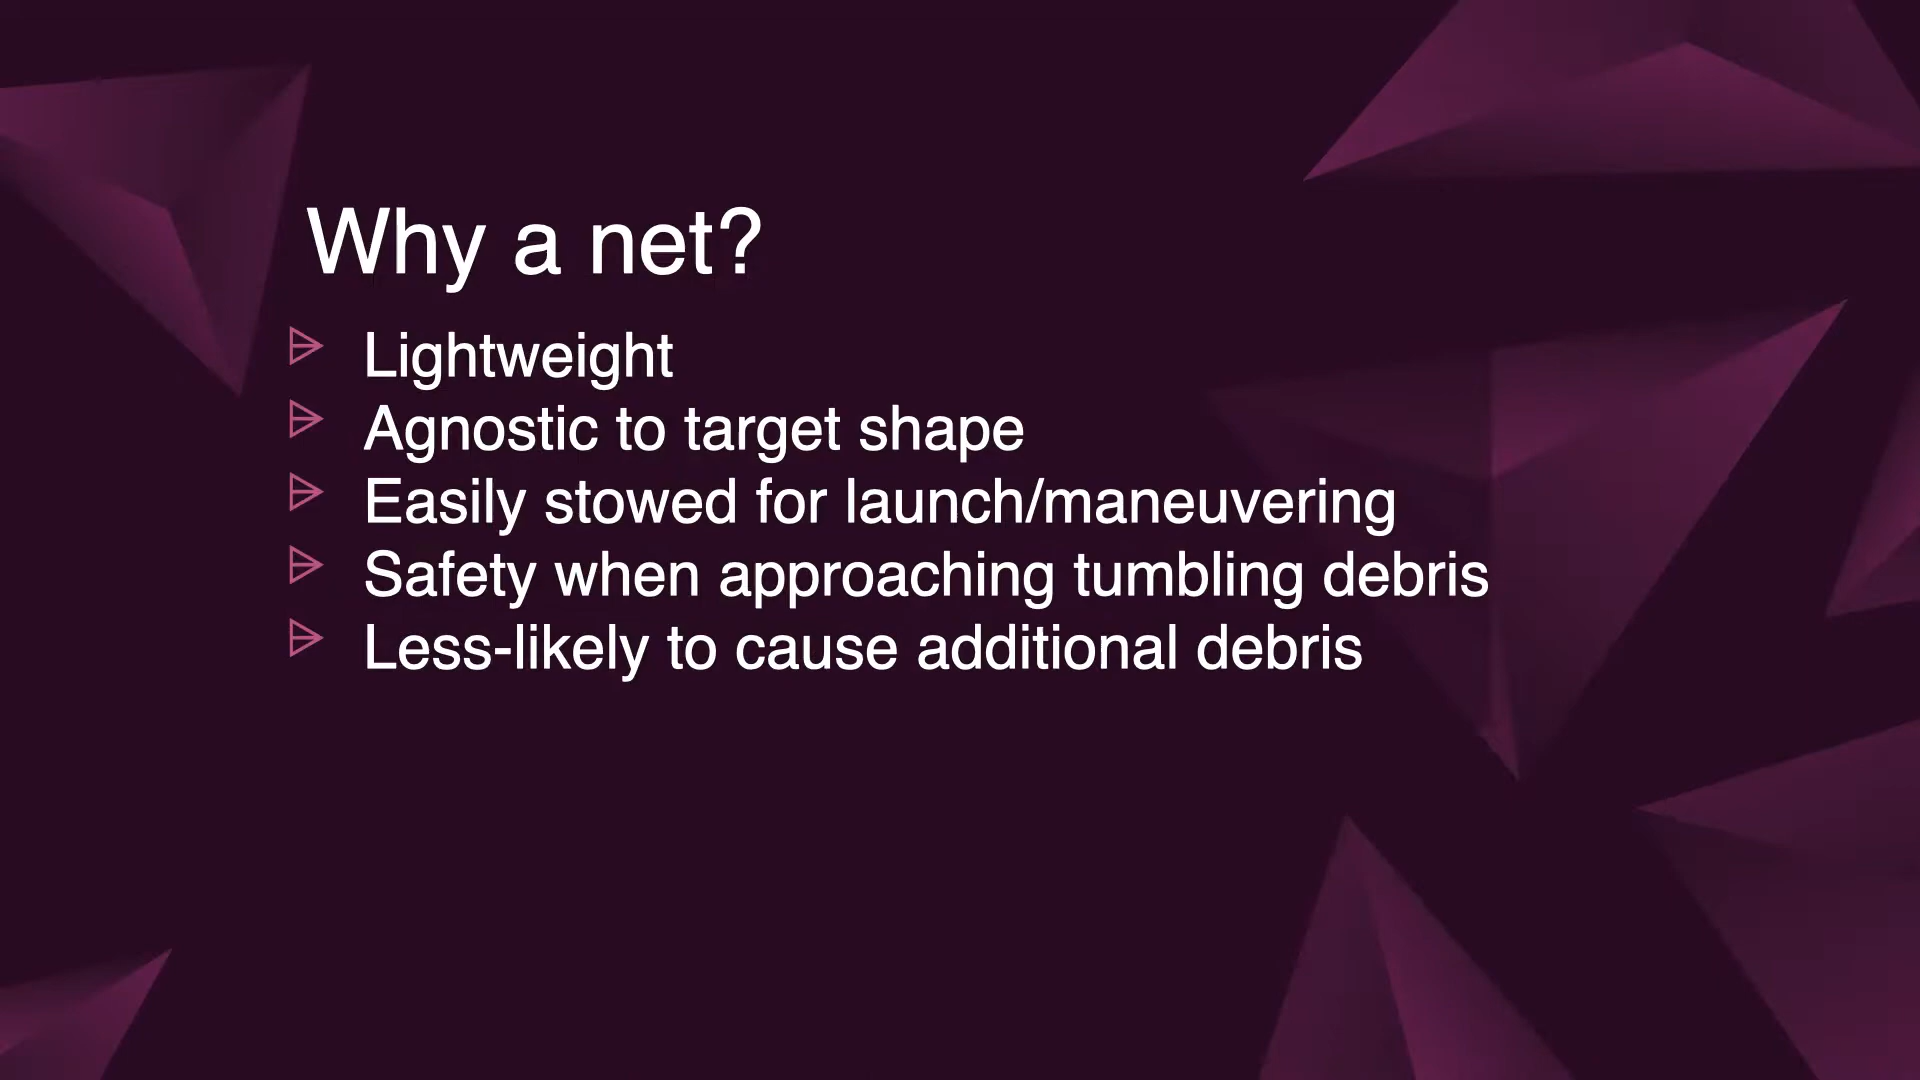 Why a net?
Lightweight
Agnostic to target shape
Easily stowed for launch/maneuvering
Safety when approaching tumbling debris
Less-likely to cause additional debris